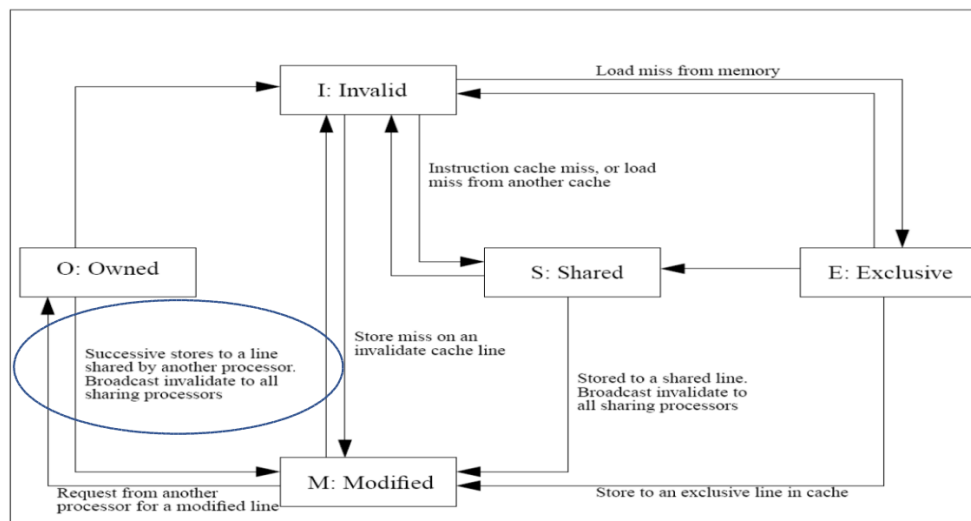 Load miss from memory
I: Invalid
Instruction cache miss, or load
miss from another cache
O: Owned
S: Shared
E: Exclusive
Store miss on an
invalidate cache line
Successive stores to a line
shared by another processor.
Broadcast invalidate to all
sharing processors
Stored to a shared line.
Broadcast invalidate to
all sharing processors
M: Modified
Request from another
processor for a modified line
Store to an exclusive line in cache